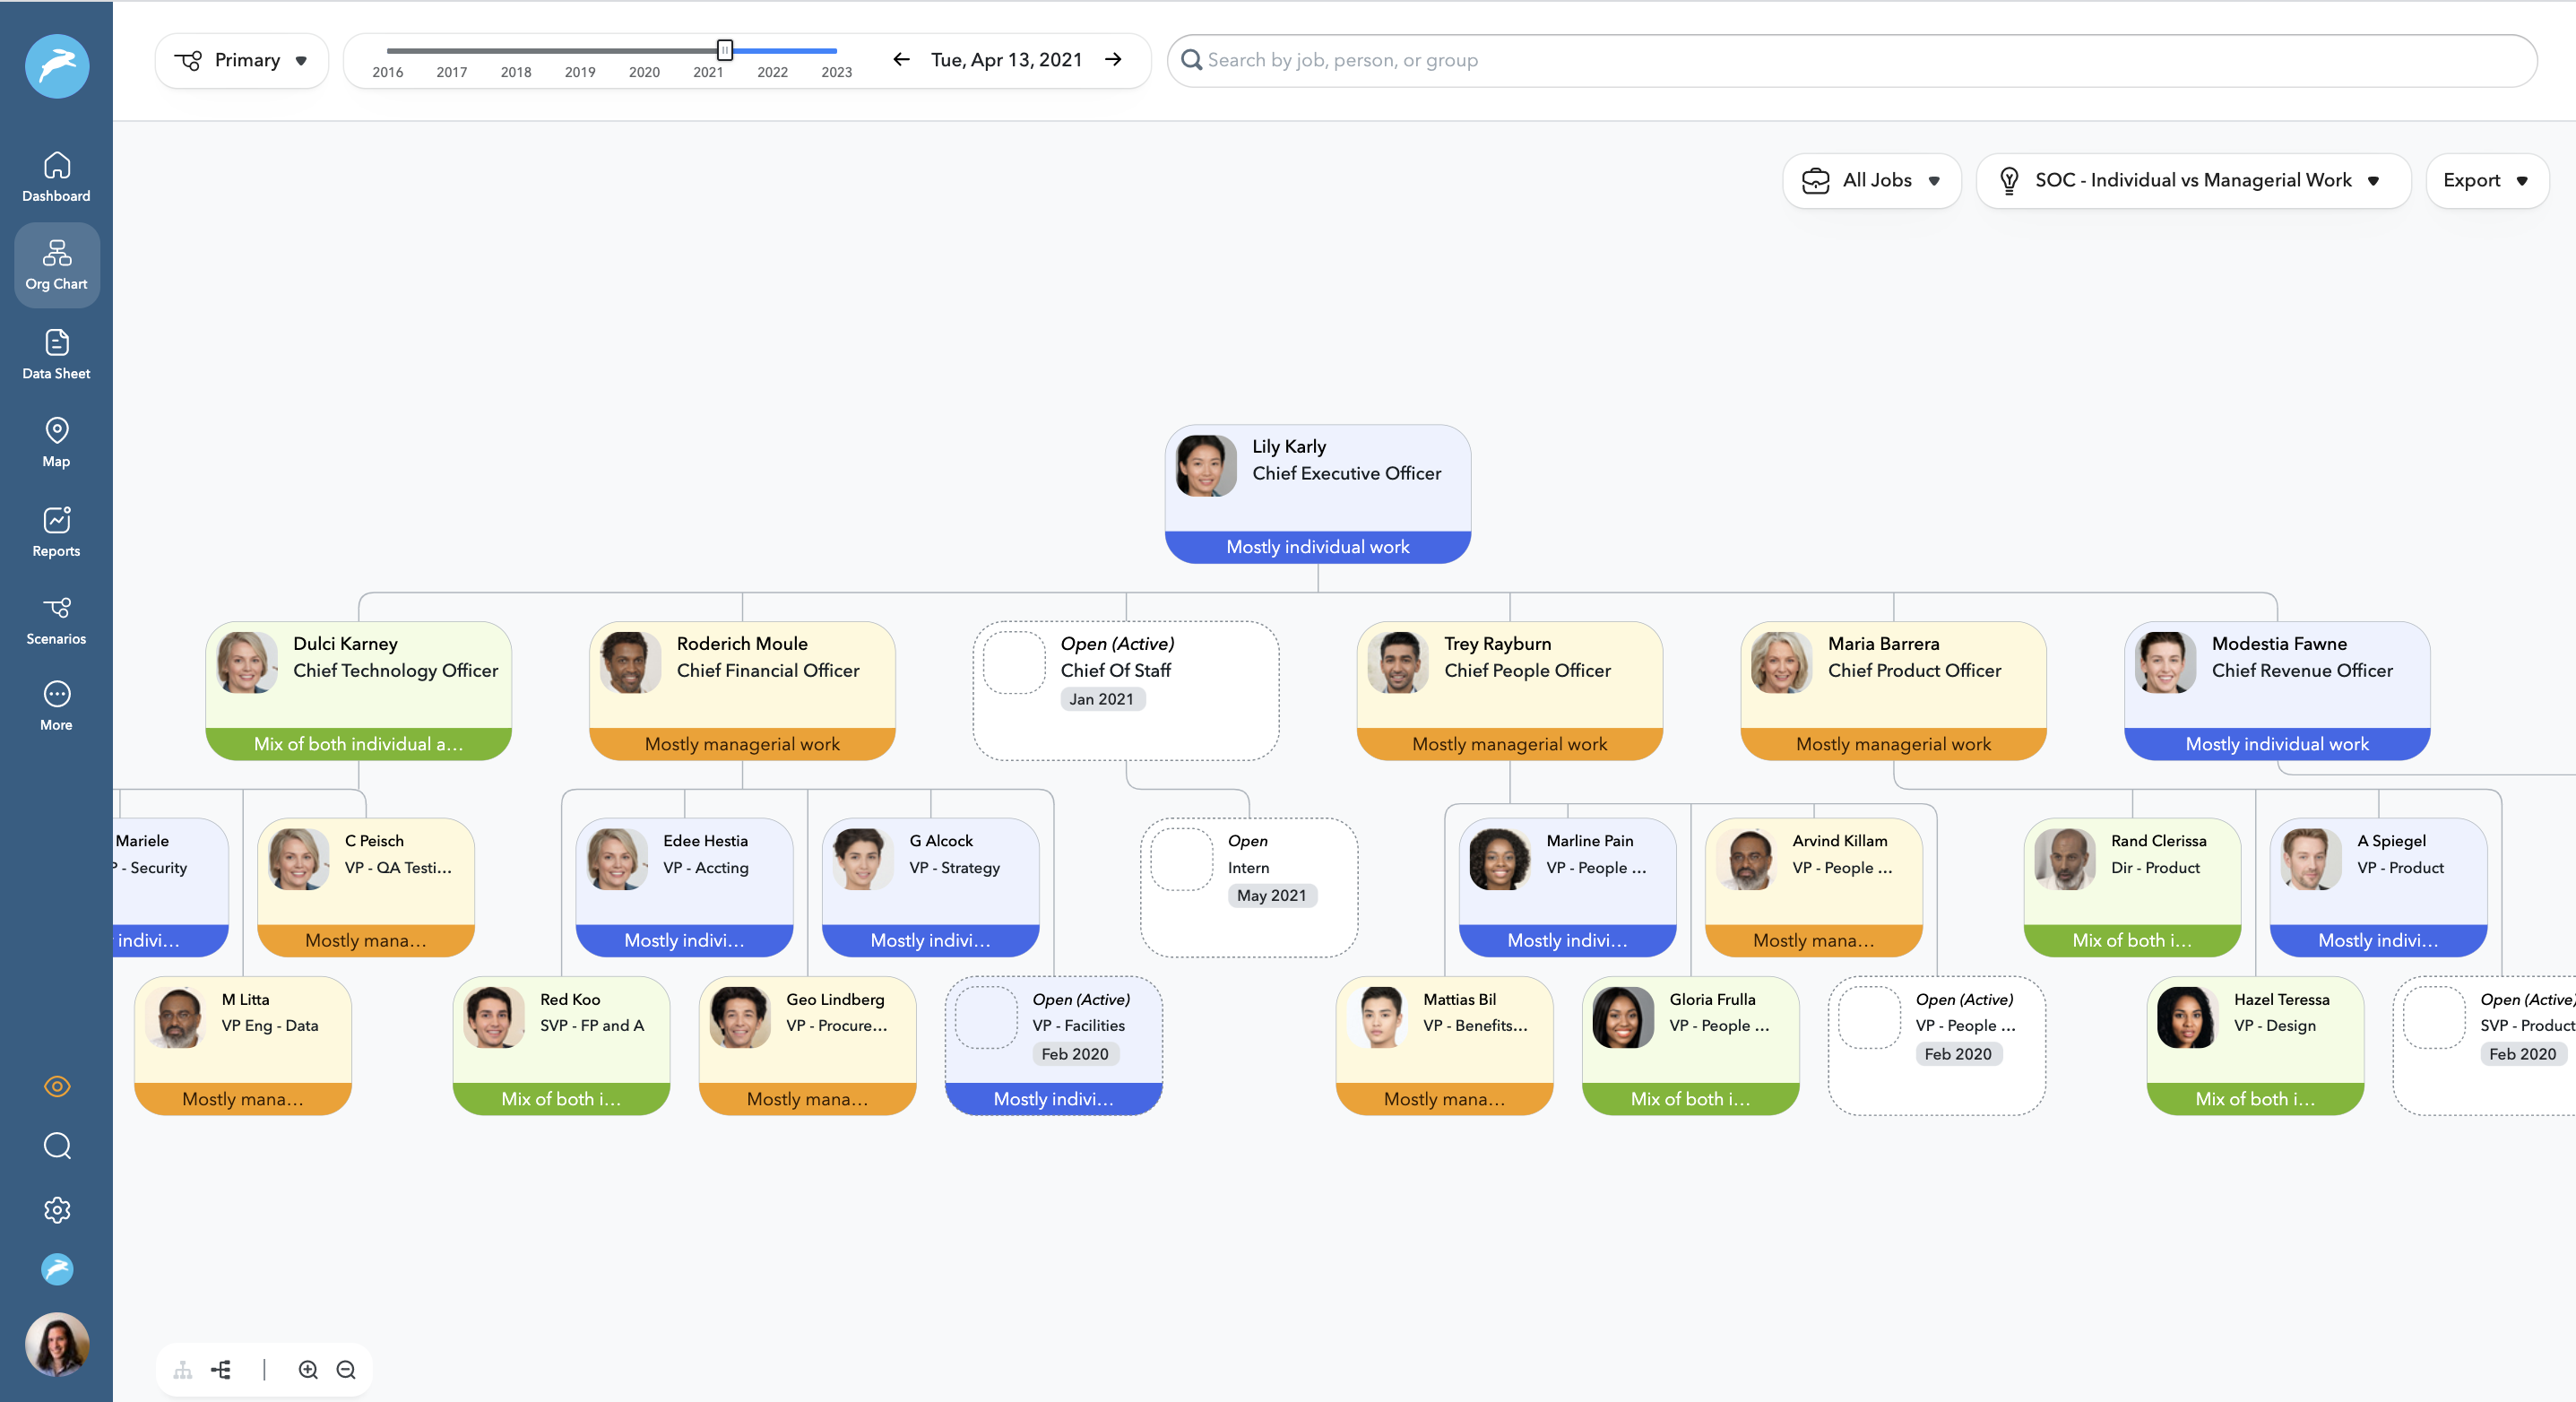 Primary
2016 2017 2018 2019 2020 2021 2022 2023
Tue, Apr 13, 2021
Search by job, person, or group
Dashboard
Org Chart
Data Sheet
Map
Reports
Scenarios
More
All Jobs
SOC - Individual vs Managerial Work
Export
Lily Karly
Chief Executive Officer
Mostly individual work
Dulci Karney
Chief Technology Officer
Mix of both individual a...
Roderich Moule
Chief Financial Officer
Mostly managerial work
Open (Active)
Chief Of Staff
Jan 2021
Trey Rayburn
Chief People Officer
Mostly managerial work
Maria Barrera
Chief Product Officer
Mostly managerial work
Modestia Fawne
Chief Revenue Officer
Mostly individual work
Mariele
P - Security
indivi...
C Peisch
VP - QA Testi...
Mostly mana...
Edee Hestia
VP - Accting
Mostly indivi...
G Alcock
VP - Strategy
Mostly indivi...
Open
Intern
May 2021
Marline Pain
VP - People ...
Mostly indivi...
Arvind Killam
VP - People ...
Mostly mana...
Rand Clerissa
Dir - Product
Mix of both i...
A Spiegel
VP - Product
Mostly indivi...
M Litta
VP Eng - Data
Mostly mana...
Red Koo
SVP - FP and A
Mix of both i...
Geo Lindberg
VP - Procure...
Mostly mana...
Open (Active)
VP - Facilities
Feb 2020
Mostly indivi...
Mattias Bil
VP - Benefits...
Mostly mana...
Gloria Frulla
VP - People ...
Mix of both i...
Open (Active)
VP - People ...
Feb 2020
Hazel Teressa
VP - Design
Mix of both i...
Open (Active)
SVP - Product
Feb 2020